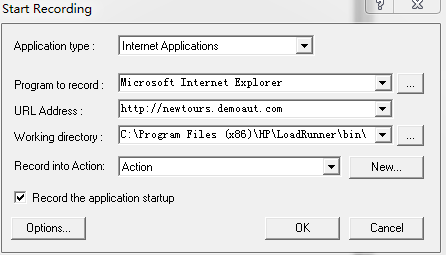 Start Recording
?
Application type : Internet Applications
Program to record : Microsoft Internet Explorer ...
URL Address : http://newtours.demoaut.com
Working directory : C:\Program Files (x86)\HP\LoadRunner\bin\ ...
Record into Action: Action New...
Record the application startup
Options... OK Cancel